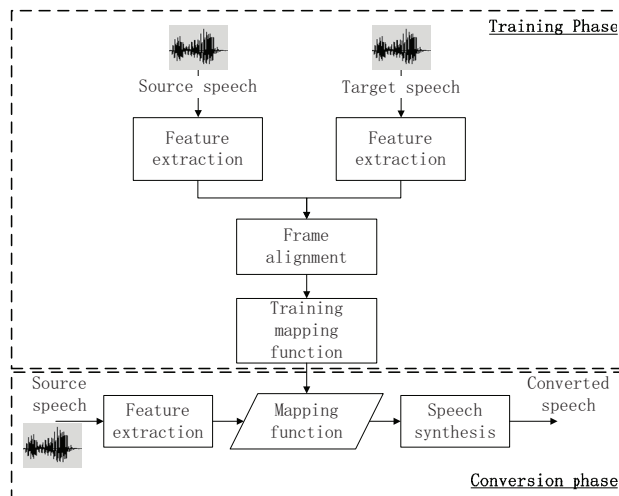 Training Phase
Source speech
Target speech
Feature
extraction
Feature
extraction
Frame
alignment
Training
mapping
function
Source
speech
Feature
extraction
Mapping
function
Speech
synthesis
Converted
speech
Conversion phase